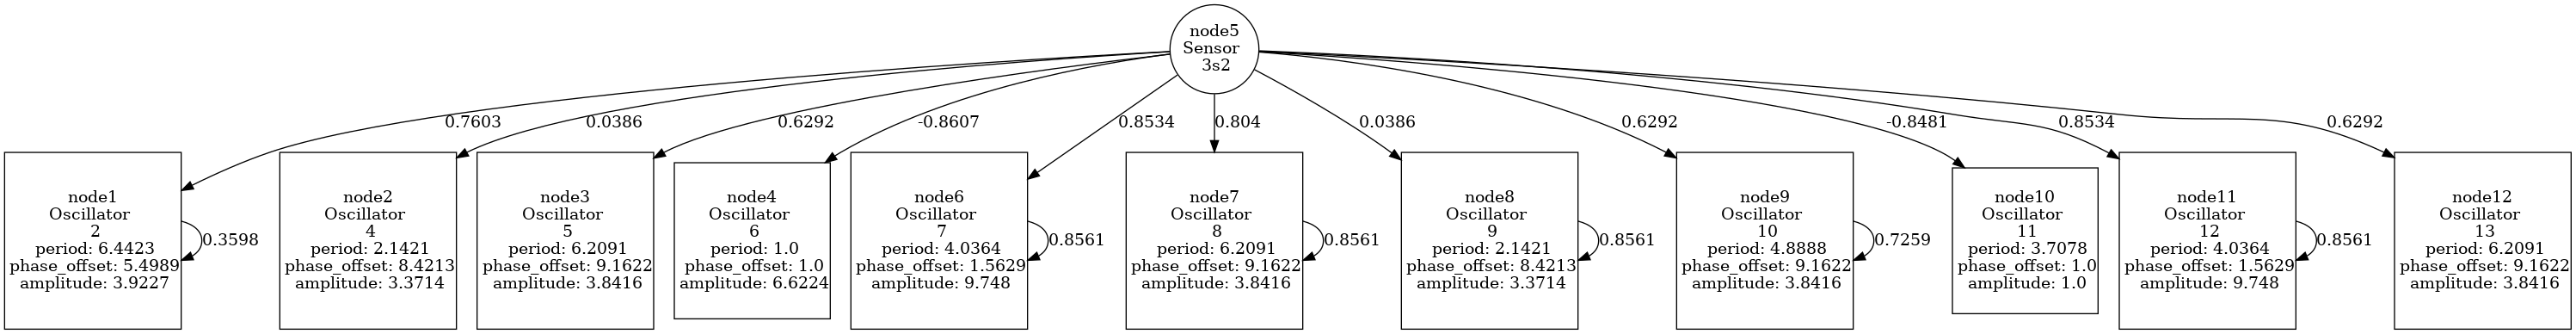 node5
Sensor
3s2
0.7603
0.0386
0.6292
-0.8607
0.8534
0.804
0.0386
0.6292
-0.8481
0.8534
0.6292
node1
Oscillator
2
period: 6.4423
phase_offset: 5.4989
amplitude: 3.9227
0.3598
node2
Oscillator
4
period: 2.1421
phase_offset: 8.4213
amplitude: 3.3714
node3
Oscillator
5
period: 6.2091
phase_offset: 9.1622
amplitude: 3.8416
node4
Oscillator
6
period: 1.0
phase_offset: 1.0
amplitude: 6.6224
node6
Oscillator
7
period: 4.0364
phase_offset: 1.5629
amplitude: 9.748
0.8561
node7
Oscillator
8
period: 6.2091
phase_offset: 9.1622
amplitude: 3.8416
0.8561
node8
Oscillator
9
period: 2.1421
phase_offset: 8.4213
amplitude: 3.3714
0.8561
node9
Oscillator
10
period: 4.8888
phase_offset: 9.1622
amplitude: 3.8416
0.7259
node10
Oscillator
11
period: 3.7078
phase_offset: 1.0
amplitude: 1.0
node11
Oscillator
12
period: 4.0364
phase_offset: 1.5629
amplitude: 9.748
0.8561
node12
Oscillator
13
period: 6.2091
phase_offset: 9.1622
amplitude: 3.8416